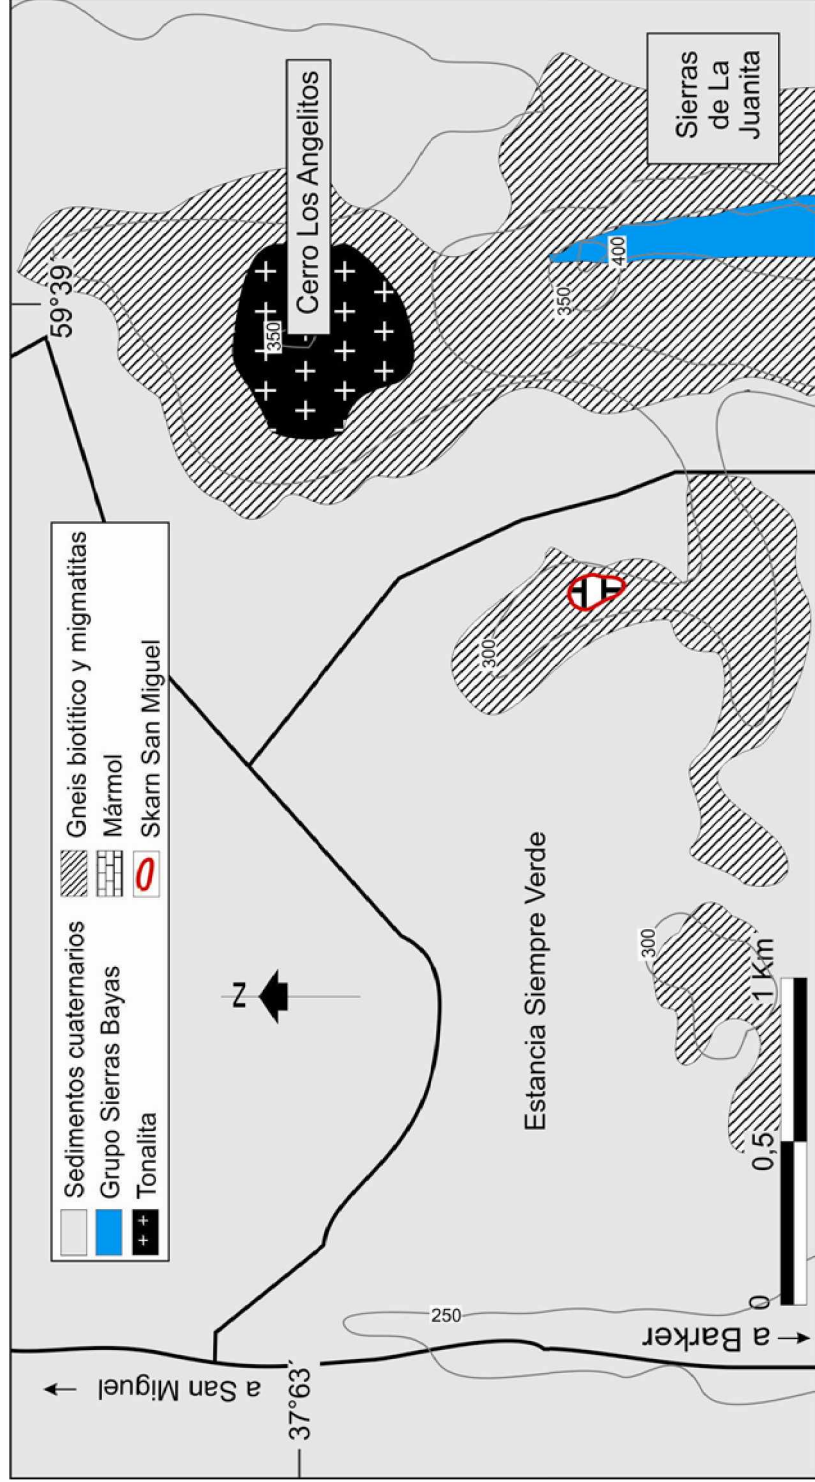 Sedimentos cuaternarios
Grupo Sierras Bayas
Tonalita
Gneis biotítico y migmatitas
Mármol
Skarn San Miguel
59°39´
Cerro Los Angelitos
350
Sierras
de La
Juanita
350
400
300
300
250
N
Estancia Siempre Verde
a San Miguel
37°63´
a Barker
0
0,5
1 Km